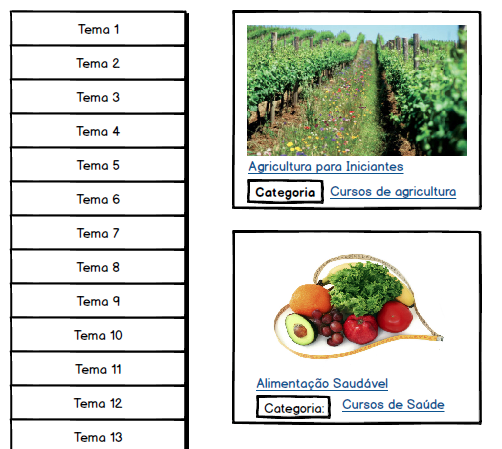 Tema 1
Tema 2
Tema 3
Tema 4
Tema 5
Tema 6
Tema 7
Tema 8
Tema 9
Tema 10
Tema 11
Tema 12
Tema 13
Agricultura para Iniciantes
Categoria Cursos de agricultura
Alimentação Saudável
Categoria: Cursos de Saúde